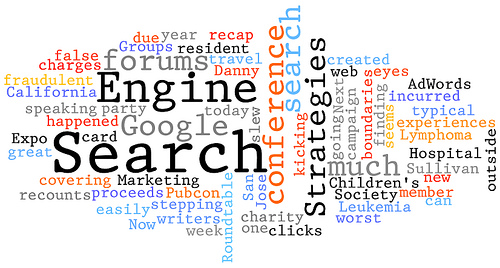 due
year
recap
Groups
resident
false
charges
forums
travel
fraudulent
Engine
Danny
California
speaking
party
today
happened
Google
slew
Expo
card
Search
great
covering
Marketing
recounts
proceeds
Pubcon
easily
stepping
Now
writers
week
Roundtable
San
Jose
charity
one
clicks
conference
search
kicking
Strategies
created
web
going
Next
campaign
boundaries
eyes
finding
seems
AdWords
incurred
typical
experiences
Lymphoma
Hospital
outside
much
Sullivan
Children's
new
Society
member
Leukemia
can
worst